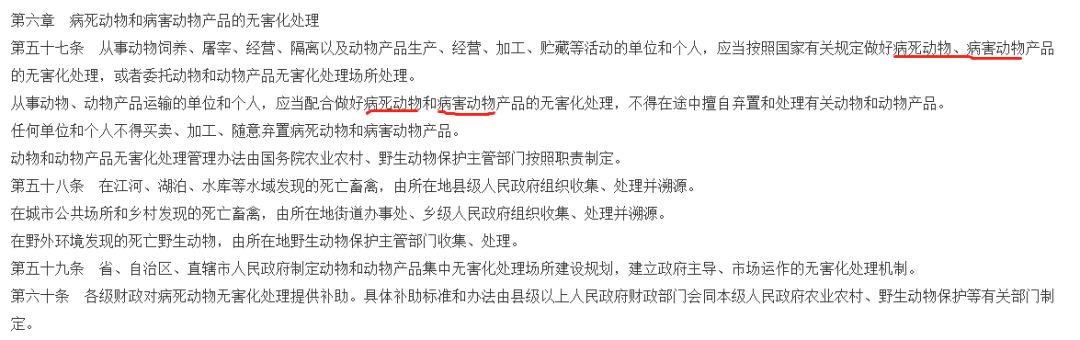 第六章　病死动物和病害动物产品的无害化处理
第五十七条　从事动物饲养、屠宰、经营、隔离以及动物产品生产、经营、加工、贮藏等活动的单位和个人，应当按照国家有关规定做好病死动物、病害动物产品
的无害化处理，或者委托动物和动物产品无害化处理场所处理。
从事动物、动物产品运输的单位和个人，应当配合做好病死动物和病害动物产品的无害化处理，不得在途中擅自弃置和处理有关动物和动物产品。
任何单位和个人不得买卖、加工、随意弃置病死动物和病害动物产品。
动物和动物产品无害化处理管理办法由国务院农业农村、野生动物保护主管部门按照职责制定。
第五十八条　在江河、湖泊、水库等水域发现的死亡畜禽，由所在地县级人民政府组织收集、处理并溯源。
在城市公共场所和乡村发现的死亡畜禽，由所在地街道办事处、乡级人民政府组织收集、处理并溯源。
在野外环境发现的死亡野生动物，由所在地野生动物保护主管部门收集、处理。
第五十九条　省、自治区、直辖市人民政府制定动物和动物产品集中无害化处理场所建设规划，建立政府主导、市场运作的无害化处理机制。
第六十条　各级财政对病死动物无害化处理提供补助。具体补助标准和办法由县级以上人民政府财政部门会同本级人民政府农业农村、野生动物保护等有关部门制
定。